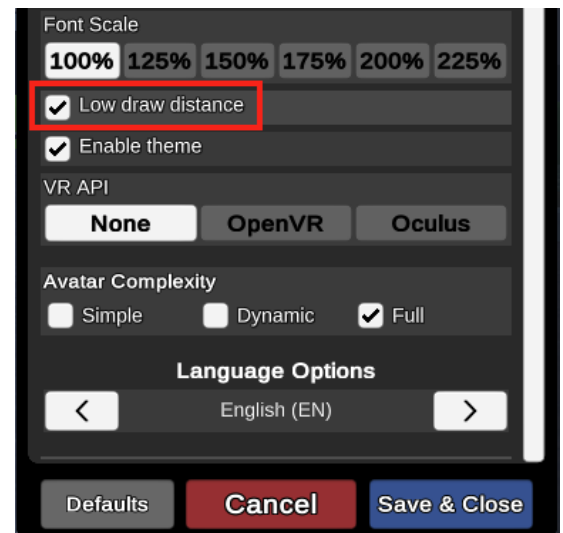 Font Scale
100% 125% 150% 175% 200% 225%
Low draw distance
Enable theme
VR API
None OpenVR Oculus
Avatar Complexity
Simple Dynamic Full
Language Options
< English (EN) >
Defaults Cancel Save & Close